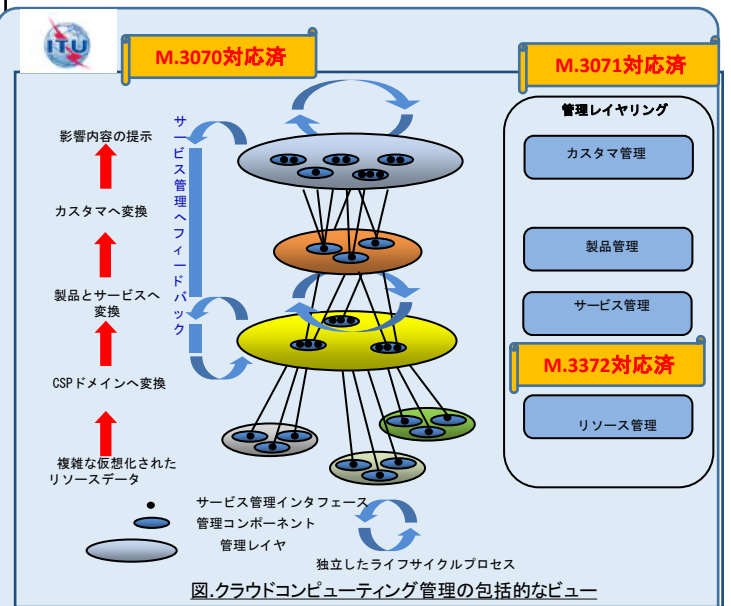 ITU
M.3070対応済
M.3071対応済
管理レイヤリング
影響内容の提示
カスタマへ変換
製品とサービスへ
変換
CSPドメインへ変換
複雑な仮想化された
リソースデータ
サービス管理へフィードバック
カスタマ管理
製品管理
サービス管理
M.3372対応済
リソース管理
サービス管理インタフェース
管理コンポーネント
管理レイヤ
独立したライフサイクルプロセス
図.クラウドコンピューティング管理の包括的なビュー